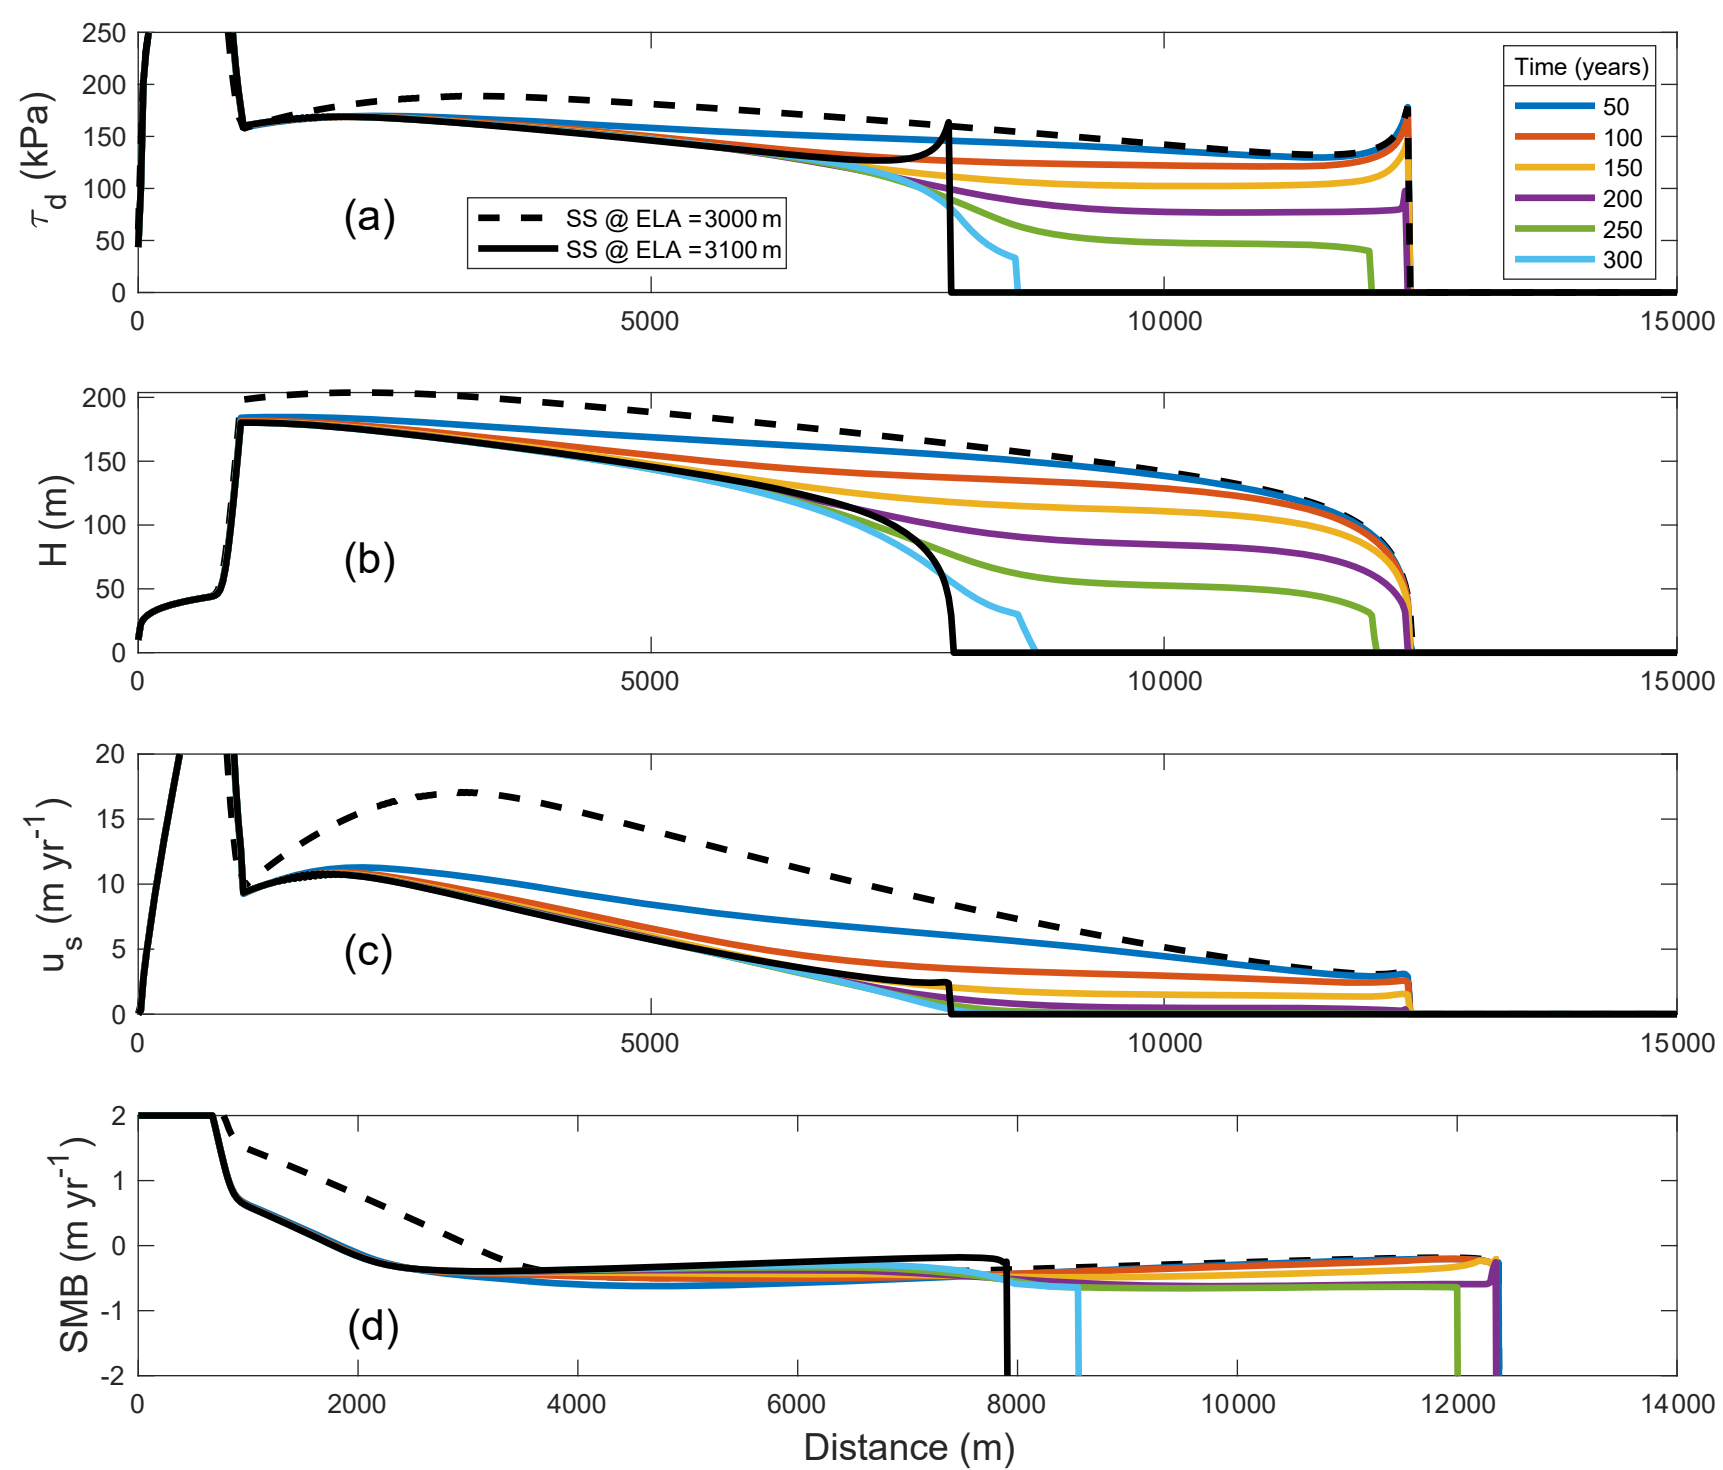 250
200
150
100
50
0
τd (kPa)
(a)
SS @ ELA = 3000 m
SS @ ELA = 3100 m
Time (years)
50
100
150
200
250
300
0 5000 10000 15000
200
150
100
50
0
H (m)
(b)
0 5000 10000 15000
20
15
10
5
0
us (m yr-1)
(c)
0 5000 10000 15000
2
1
0
-1
-2
SMB (m yr-1)
(d)
0 2000 4000 6000 8000 10000 12000 14000
Distance (m)